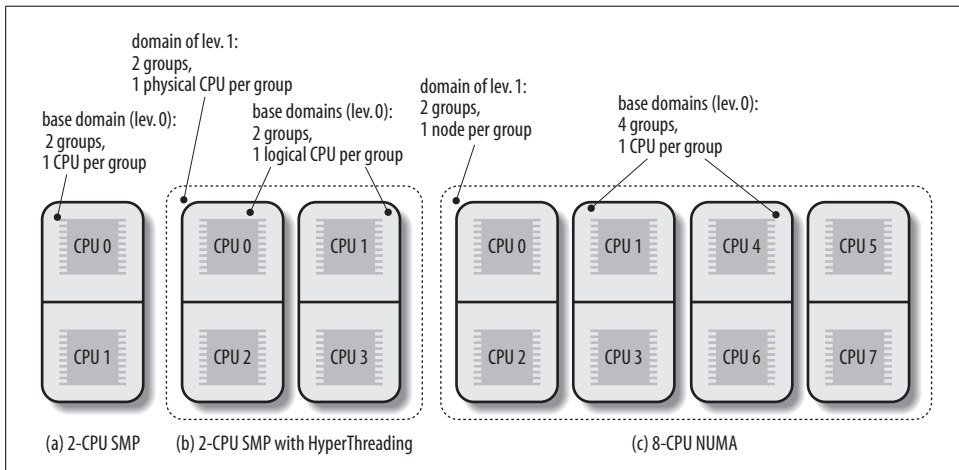 domain of lev. 1:
2 groups,
1 physical CPU per group
base domain (lev. 0):
2 groups,
1 CPU per group
base domains (lev. 0):
2 groups,
1 logical CPU per group
domain of lev. 1:
2 groups,
1 node per group
base domains (lev. 0):
4 groups,
1 CPU per group
CPU 0
CPU 1
CPU 0
CPU 1
CPU 2
CPU 3
CPU 0
CPU 1
CPU 4
CPU 5
CPU 2
CPU 3
CPU 6
CPU 7
(a) 2-CPU SMP
(b) 2-CPU SMP with HyperThreading
(c) 8-CPU NUMA